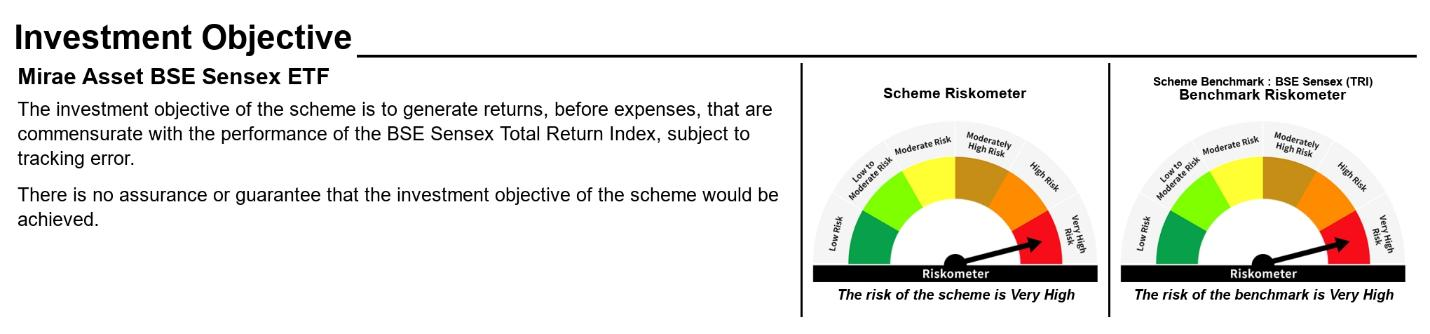 Investment Objective
Mirae Asset BSE Sensex ETF
The investment objective of the scheme is to generate returns, before expenses, that are
commensurate with the performance of the BSE Sensex Total Return Index, subject to
tracking error.
There is no assurance or guarantee that the investment objective of the scheme would be
achieved.
Scheme Riskometer
Low Risk
Low to
Moderate Risk
Moderate Risk
Moderately
High Risk
High Risk
Very High
Risk
Riskometer
The risk of the scheme is Very High
Scheme Benchmark : BSE Sensex (TRI)
Benchmark Riskometer
Low Risk
Low to
Moderate Risk
Moderate Risk
Moderately
High Risk
High Risk
Very High
Risk
Riskometer
The risk of the benchmark is Very High